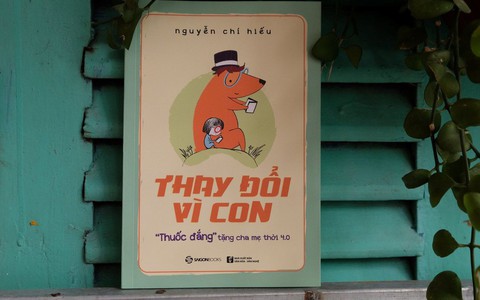 nguyễn chí hiếu
THAY ĐỔI
VÌ CON
"Thuốc đắng" tặng cha mẹ thời 4.0
SAIGONBOOKS